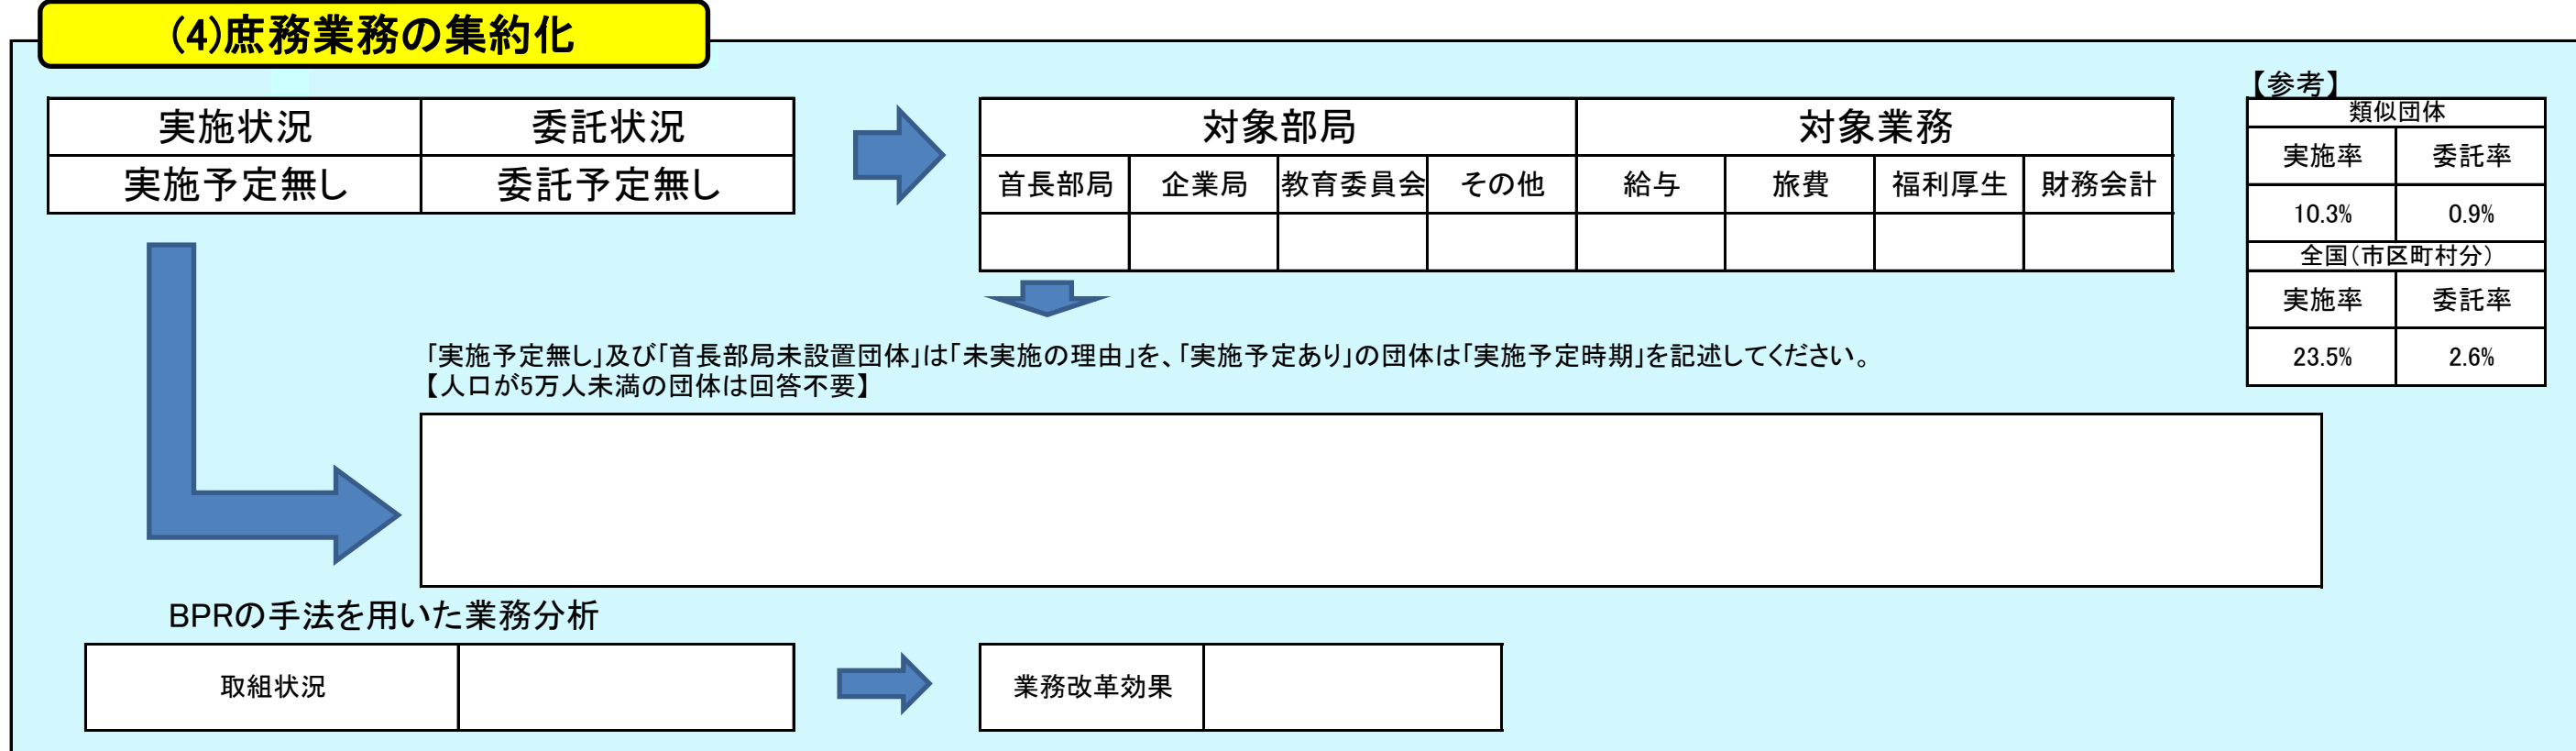 (4)庶務業務の集約化
【参考】
実施状況 委託状況
実施予定無し 委託予定無し
対象部局 対象業務
首長部局 企業局 教育委員会 その他 給与 旅費 福利厚生 財務会計
類似団体
実施率 委託率
10.3% 0.9%
全国(市区町村分)
実施率 委託率
23.5% 2.6%
「実施予定無し」及び「首長部局未設置団体」は「未実施の理由」を、「実施予定あり」の団体は「実施予定時期」を記述してください。
【人口が5万人未満の団体は回答不要】
BPRの手法を用いた業務分析
取組状況
業務改革効果